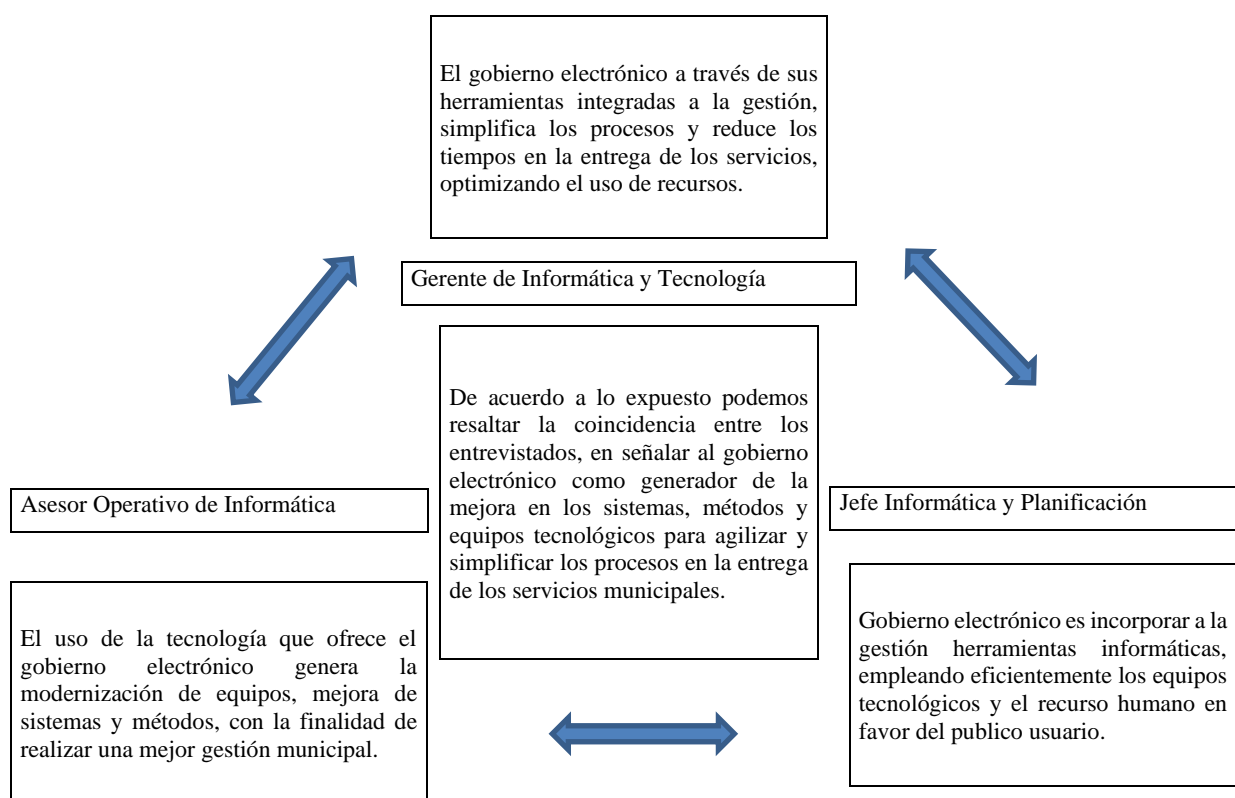 El gobierno electrónico a través de sus
herramientas integradas a la gestión,
simplifica los procesos y reduce los
tiempos en la entrega de los servicios,
optimizando el uso de recursos.
Gerente de Informática y Tecnología
De acuerdo a lo expuesto podemos
resaltar la coincidencia entre los
entrevistados, en señalar al gobierno
electrónico como generador de la
mejora en los sistemas, métodos y
equipos tecnológicos para agilizar y
simplificar los procesos en la entrega
de los servicios municipales.
Asesor Operativo de Informática
El uso de la tecnología que ofrece el
gobierno electrónico genera la
modernización de equipos, mejora de
sistemas y métodos, con la finalidad de
realizar una mejor gestión municipal.
Jefe Informática y Planificación
Gobierno electrónico es incorporar a la
gestión herramientas informáticas,
empleando eficientemente los equipos
tecnológicos y el recurso humano en
favor del publico usuario.